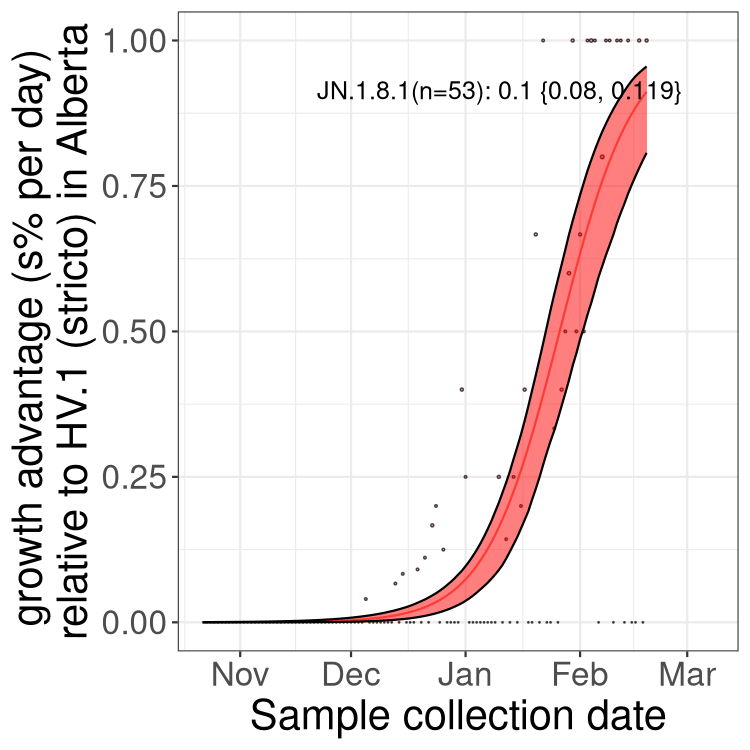 growth advantage (s% per day)
relative to HV.1 (stricto) in Alberta
1.00
0.75
0.50
0.25
0.00
JN.1.8.1(n=53): 0.1 {0.08, 0.119}
Nov Dec Jan Feb Mar
Sample collection date